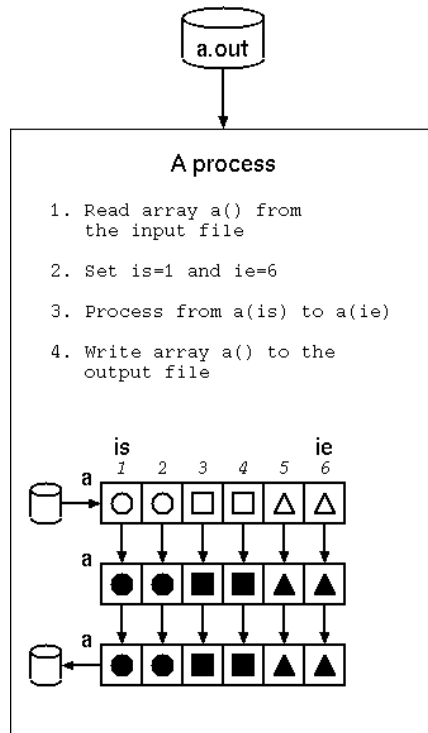 a.out
A process
1. Read array a() from
the input file
2. Set is=1 and ie=6
3. Process from a(is) to a(ie)
4. Write array a() to the
output file
is ie
a 1 2 3 4 5 6
a
a